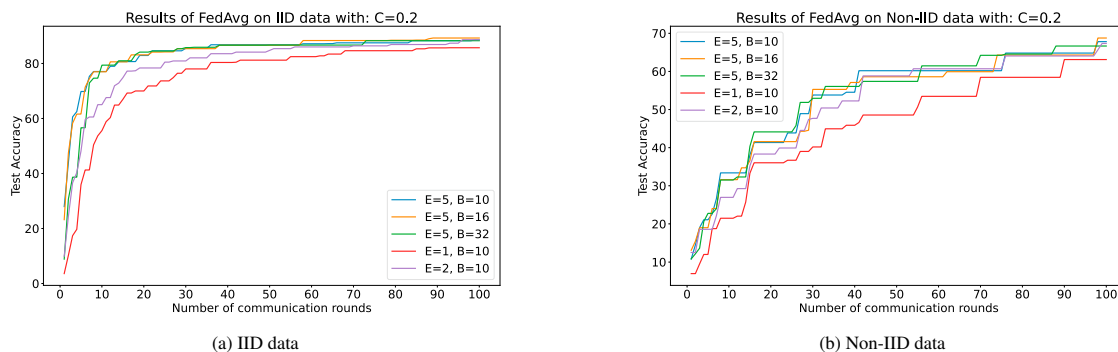 Results of FedAvg on IID data with: C=0.2
Test Accuracy
80
60
40
20
0
E=5, B=10
E=5, B=16
E=5, B=32
E=1, B=10
E=2, B=10
0 10 20 30 40 50 60 70 80 90 100
Number of communication rounds
(a) IID data
Results of FedAvg on Non-IID data with: C=0.2
Test Accuracy
70
60
50
40
30
20
10
E=5, B=10
E=5, B=16
E=5, B=32
E=1, B=10
E=2, B=10
0 10 20 30 40 50 60 70 80 90 100
Number of communication rounds
(b) Non-IID data